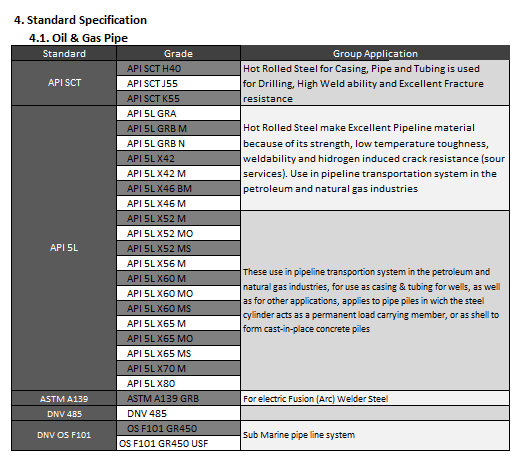 4. Standard Specification
4.1. Oil & Gas Pipe
Standard Grade Group Application
API SCT
API SCT H40
API SCT J55
API SCT K55
Hot Rolled Steel for Casing, Pipe and Tubing is used
for Drilling, High Weld ability and Excellent Fracture
resistance
API 5L
API 5L GRA
API 5L GRB M
API 5L GRB N
API 5L X42
API 5L X42 M
API 5L X46 BM
API 5L X46 M
Hot Rolled Steel make Excellent Pipeline material
because of its strength, low temperature toughness,
weldability and hidrogen induced crack resistance (sour
services). Use in pipeline transportation system in the
petroleum and natural gas industries
API 5L X52 M
API 5L X52 MO
API 5L X52 MS
API 5L X56 M
API 5L X60 M
API 5L X60 MO
API 5L X60 MS
API 5L X65 M
API 5L X65 MO
API 5L X65 MS
API 5L X70 M
API 5L X80
These use in pipeline transportion system in the petroleum and
natural gas industries, for use as casing & tubing for wells, as well
as for other applications, applies to pipe piles in wich the steel
cylinder acts as a permanent load carrying member, or as shell to
form cast-in-place concrete piles
ASTM A139 ASTM A139 GRB For electric Fusion (Arc) Welder Steel
DNV 485 DNV 485
DNV OS F101
OS F101 GR450
OS F101 GR450 USF
Sub Marine pipe line system